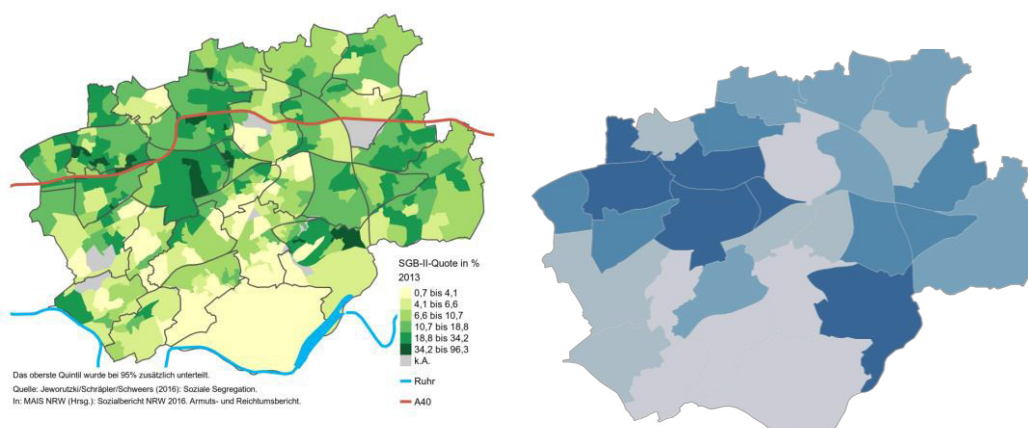 SGB-II-Quote in %
2013
0,7 bis 4,1
4,1 bis 6,6
6,6 bis 10,7
10,7 bis 18,8
18,8 bis 34,2
34,2 bis 96,3
k.A.
Ruhr
A40
Das oberste Quintil wurde bei 95% zusätzlich unterteilt.
Quelle: Jeworutzki/Schräpler/Schweers (2016): Soziale Segregation.
In: MAIS NRW (Hrsg.): Sozialbericht NRW 2016. Armuts- und Reichtumsbericht.